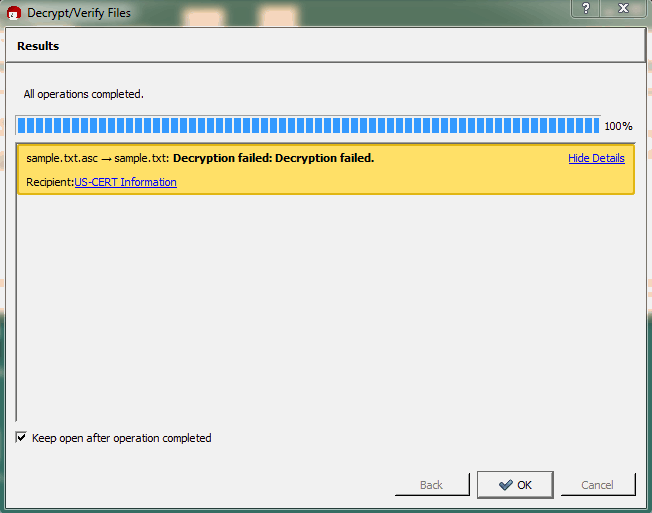 Decrypt/Verify Files
?
X
Results
All operations completed.
100%
sample.txt.asc → sample.txt: Decryption failed: Decryption failed.
Hide Details
Recipient:US-CERT Information
Keep open after operation completed
Back
OK
Cancel